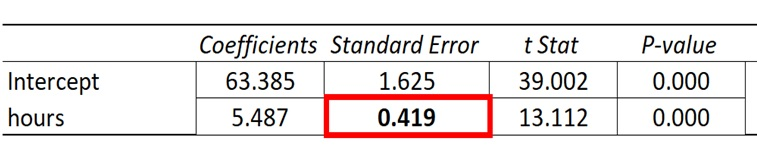 Coefficients Standard Error t Stat P-value
Intercept 63.385 1.625 39.002 0.000
hours 5.487 0.419 13.112 0.000